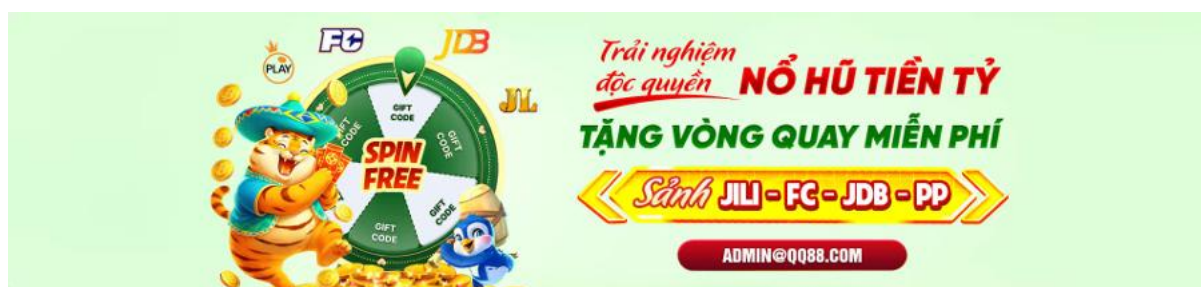 FC
JDB
PLAY
JL
GIFT
CODE
GIFT
CODE
GIFT
CODE
SPIN
FREE
GIFT
CODE
GIFT
CODE
Trải nghiệm
độc quyền NỔ HŨ TIỀN TỶ
TẶNG VÒNG QUAY MIỄN PHÍ
Sảnh JILI - FC - JDB - PP
ADMIN@QQ88.COM